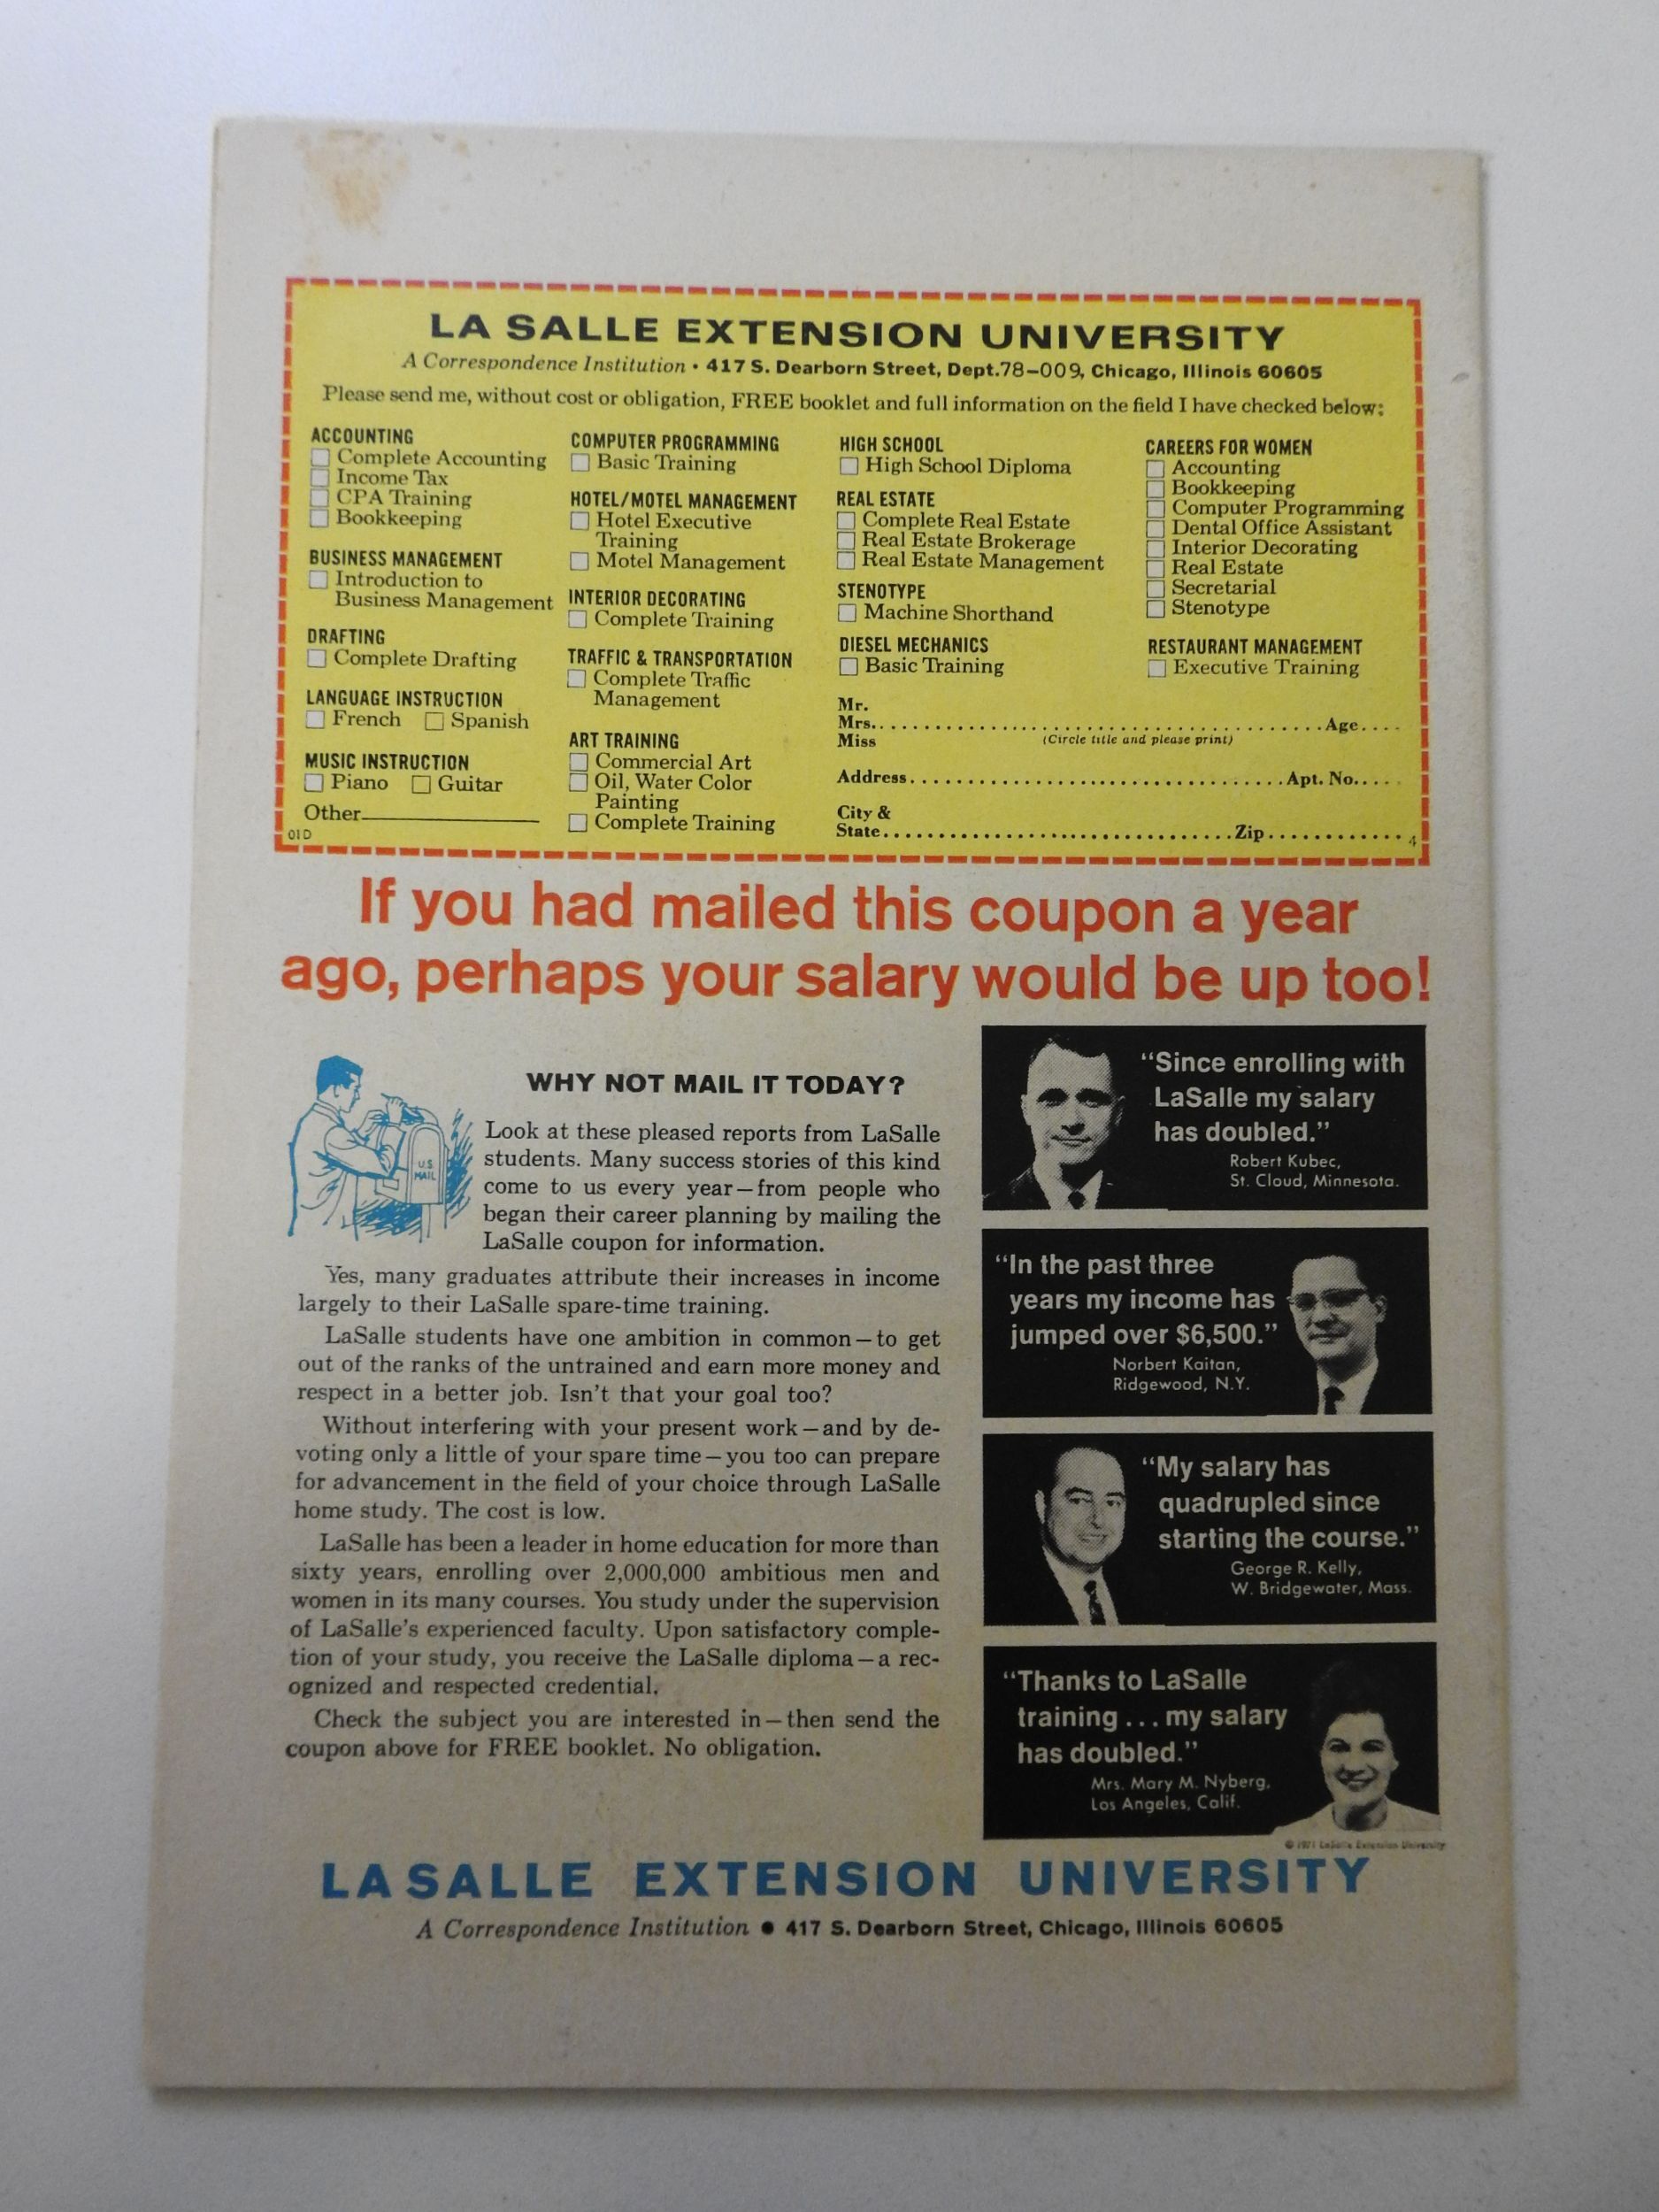 LA SALLE EXTENSION UNIVERSITY
A Correspondence Institution • 417 S. Dearborn Street, Dept.78-009, Chicago, Illinois 60605
Please send me, without cost or obligation, FREE booklet and full information on the field I have checked below:
ACCOUNTING
Complete Accounting
Income Tax
CPA Training
Bookkeeping
BUSINESS MANAGEMENT
Introduction to
Business Management
DRAFTING
Complete Drafting
LANGUAGE INSTRUCTION
French Spanish
MUSIC INSTRUCTION
Piano Guitar
Other
01D
COMPUTER PROGRAMMING
Basic Training
HOTEL/MOTEL MANAGEMENT
Hotel Executive
Training
Motel Management
INTERIOR DECORATING
Complete Training
TRAFFIC & TRANSPORTATION
Complete Traffic
Management
ART TRAINING
Commercial Art
Oil, Water Color
Painting
Complete Training
HIGH SCHOOL
High School Diploma
REAL ESTATE
Complete Real Estate
Real Estate Brokerage
Real Estate Management
STENOTYPE
Machine Shorthand
DIESEL MECHANICS
Basic Training
CAREERS FOR WOMEN
Accounting
Bookkeeping
Computer Programming
Dental Office Assistant
Interior Decorating
Real Estate
Secretarial
Stenotype
RESTAURANT MANAGEMENT
Executive Training
Mr.
Mrs. Age
Miss (Circle title and please print)
Address Apt. No.
City &
State Zip
4
If you had mailed this coupon a year
ago, perhaps your salary would be up too!
U.S.
MAIL
WHY NOT MAIL IT TODAY?
Look at these pleased reports from LaSalle
students. Many success stories of this kind
come to us every year—from people who
began their career planning by mailing the
LaSalle coupon for information.
Yes, many graduates attribute their increases in income
largely to their LaSalle spare-time training.
LaSalle students have one ambition in common—to get
out of the ranks of the untrained and earn more money and
respect in a better job. Isn't that your goal too?
Without interfering with your present work—and by de-
voting only a little of your spare time—you too can prepare
for advancement in the field of your choice through LaSalle
home study. The cost is low.
LaSalle has been a leader in home education for more than
sixty years, enrolling over 2,000,000 ambitious men and
women in its many courses. You study under the supervision
of LaSalle's experienced faculty. Upon satisfactory comple-
tion of your study, you receive the LaSalle diploma—a rec-
ognized and respected credential.
Check the subject you are interested in—then send the
coupon above for FREE booklet. No obligation.
"Since enrolling with
LaSalle my salary
has doubled."
Robert Kubec,
St. Cloud, Minnesota.
"In the past three
years my income has
jumped over $6,500."
Norbert Kaitan,
Ridgewood, N.Y.
"My salary has
quadrupled since
starting the course."
George R. Kelly,
W. Bridgewater, Mass.
"Thanks to LaSalle
training ... my salary
has doubled."
Mrs. Mary M. Nyberg,
Los Angeles, Calif.
© 1971 LaSalle Extension University
LASALLE EXTENSION UNIVERSITY
A Correspondence Institution • 417 S. Dearborn Street, Chicago, Illinois 60605